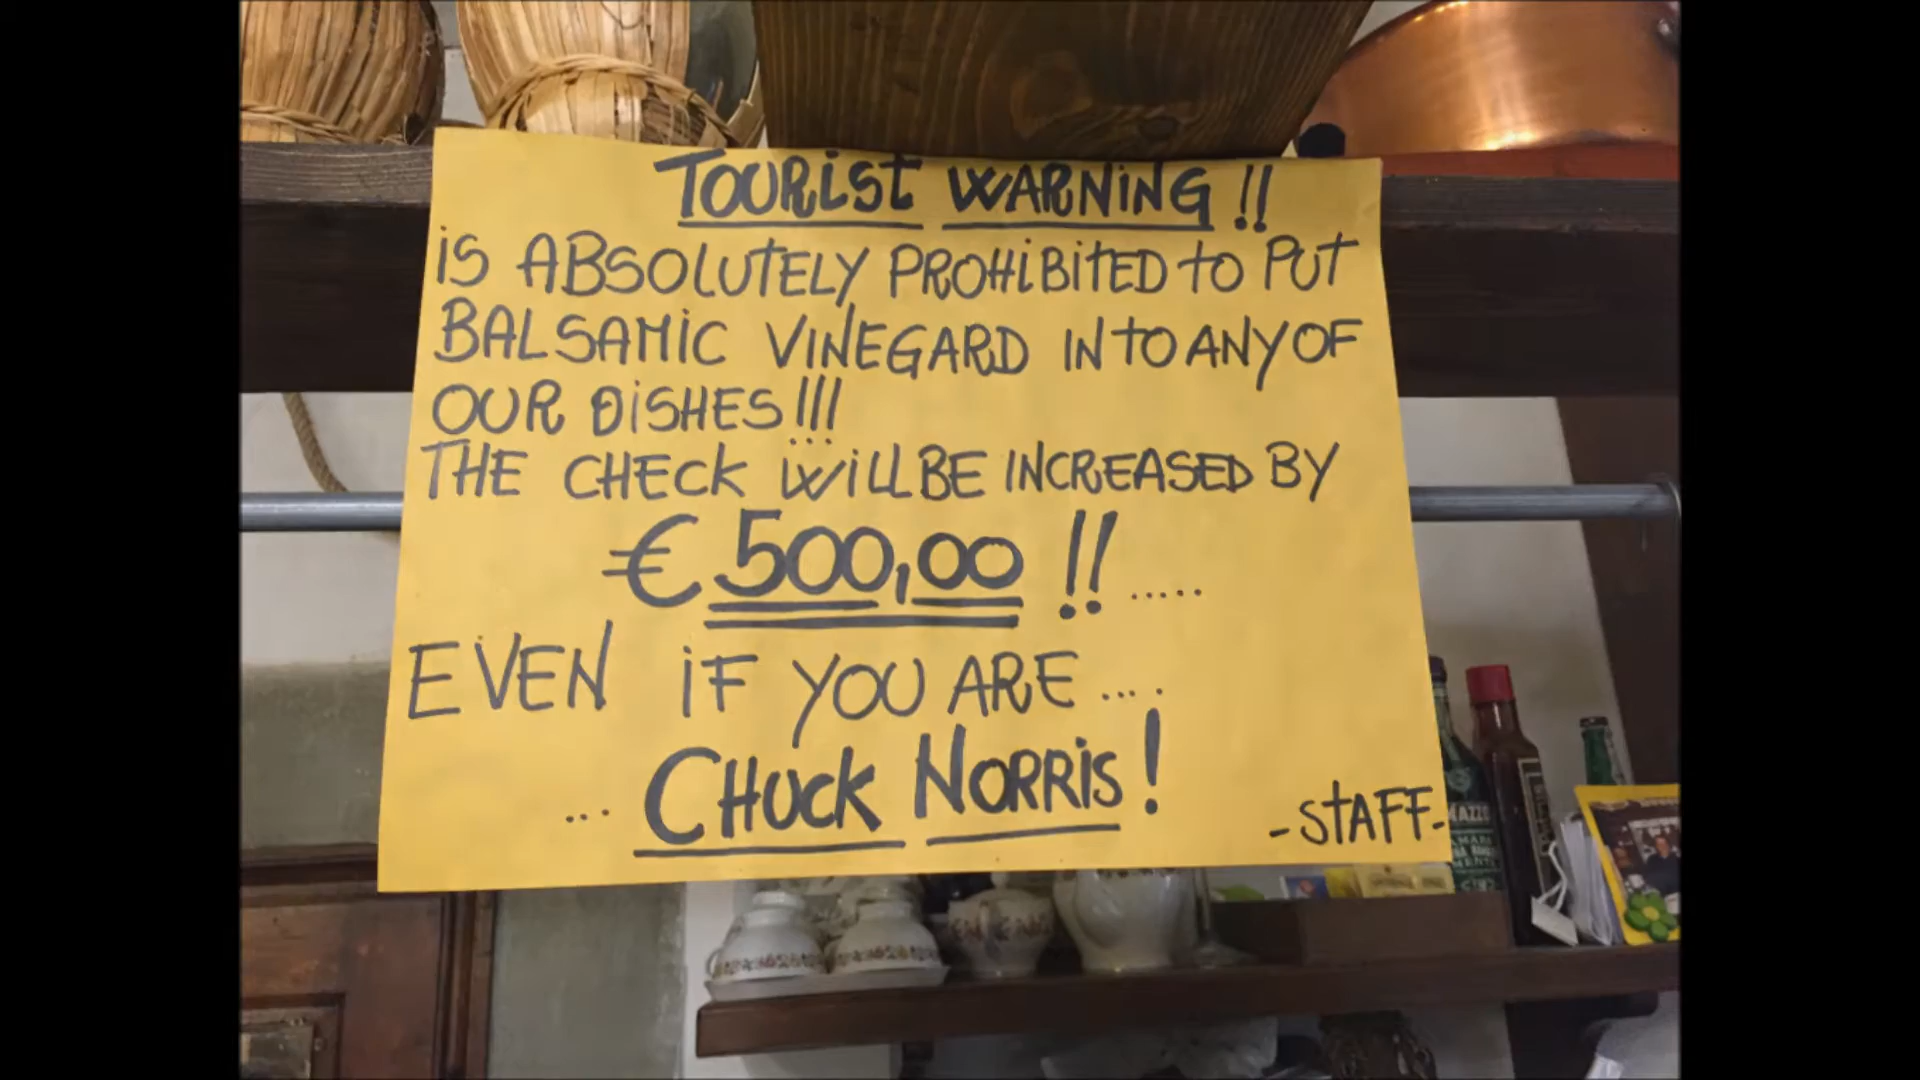 TOURIST WARNING !!
IS ABSOLUTELY PROHIBITED TO PUT
BALSAMIC VINEGARD INTO ANY OF
OUR DISHES!!!
THE CHECK WILL BE INCREASED BY
€ 500,00 !! .....
EVEN IF YOU ARE ....
... CHUCK NORRIS!
-STAFF-